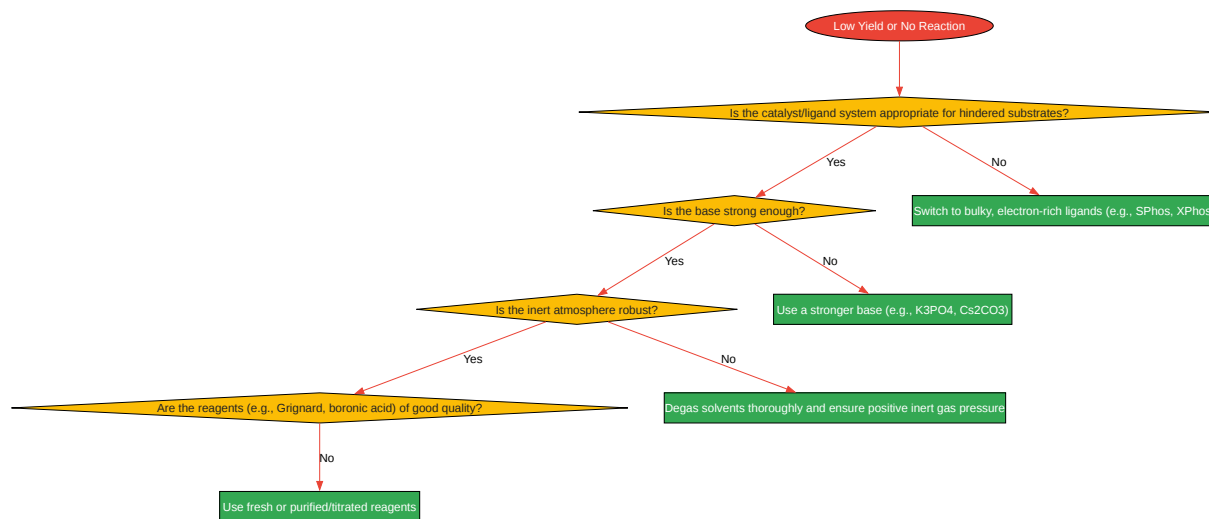 Low Yield or No Reaction
Is the catalyst/ligand system appropriate for hindered substrates?
Yes
No
Is the base strong enough?
Switch to bulky, electron-rich ligands (e.g., SPhos, XPhos
Yes
No
Is the inert atmosphere robust?
Use a stronger base (e.g., K3PO4, Cs2CO3)
Yes
No
Are the reagents (e.g., Grignard, boronic acid) of good quality?
Degas solvents thoroughly and ensure positive inert gas pressure
No
Use fresh or purified/titrated reagents